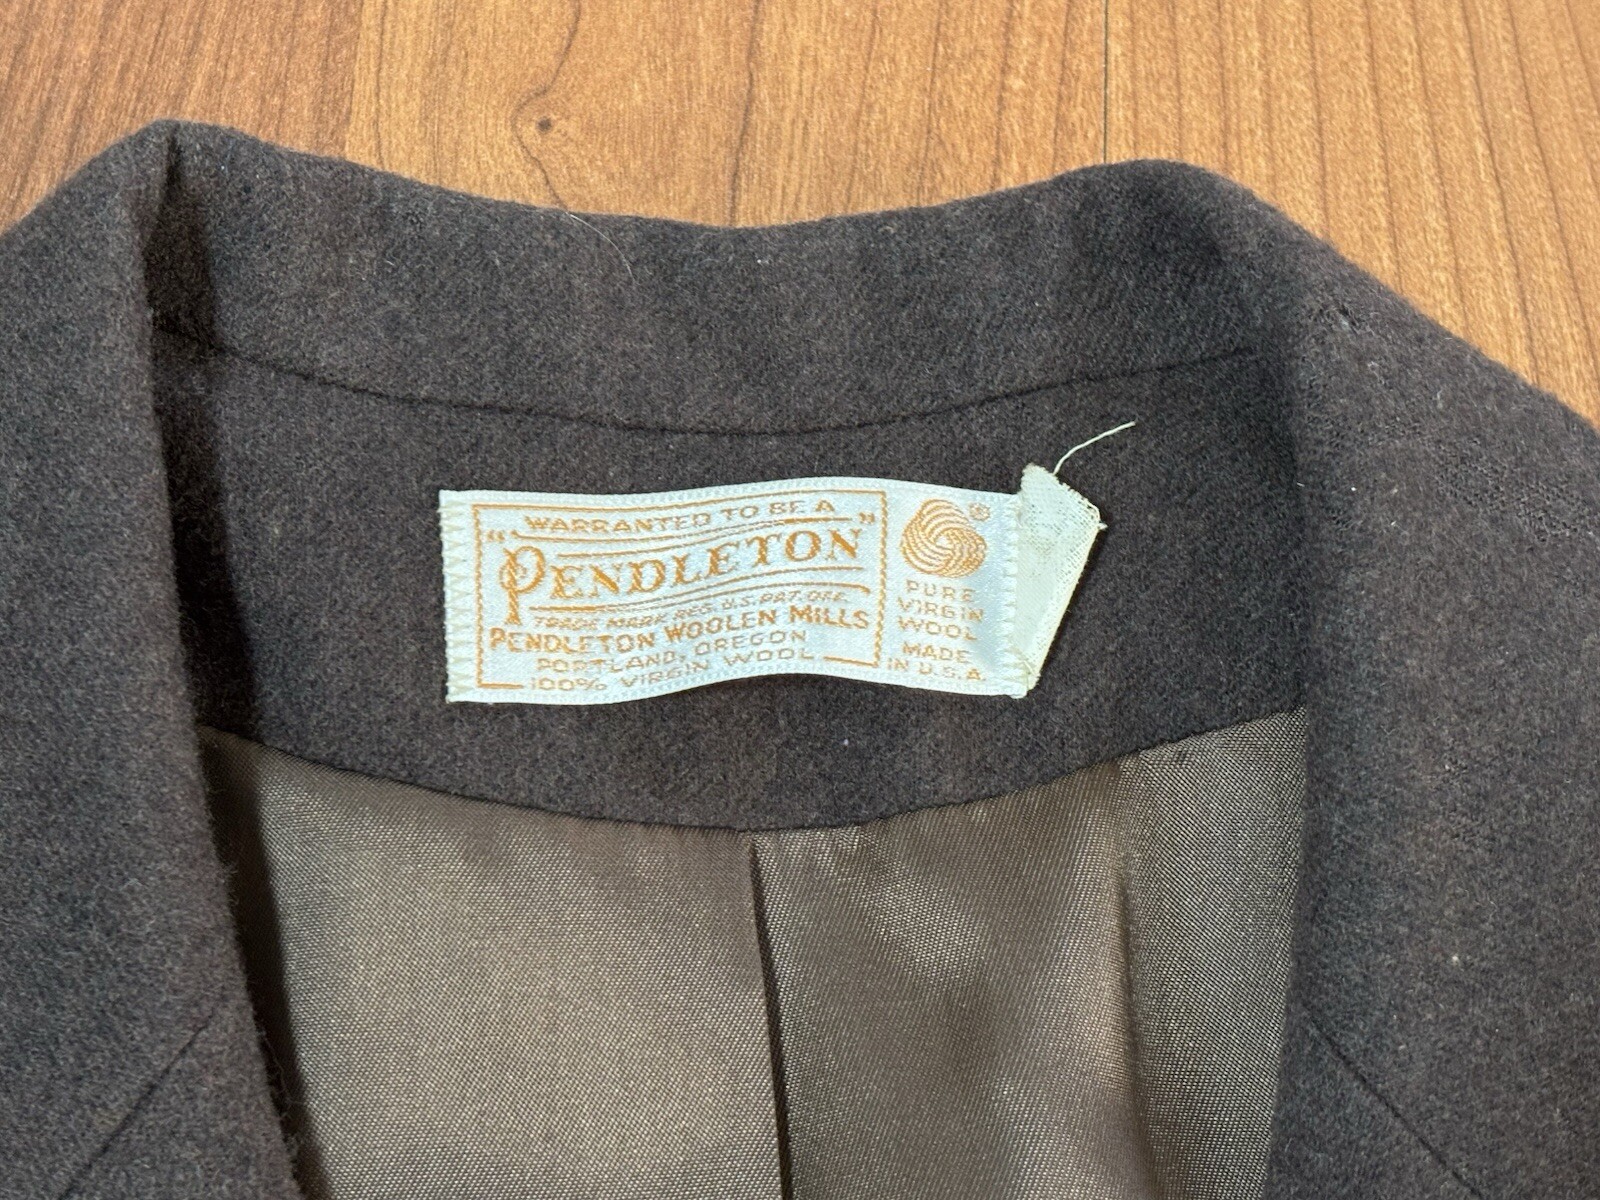 WARRANTED TO BE A
"PENDLETON"
TRADE MARK REG. U.S. PAT. OFF.
PENDLETON WOOLEN MILLS
PORTLAND, OREGON
100% VIRGIN WOOL
®
PURE
VIRGIN
WOOL
MADE
IN U.S.A.